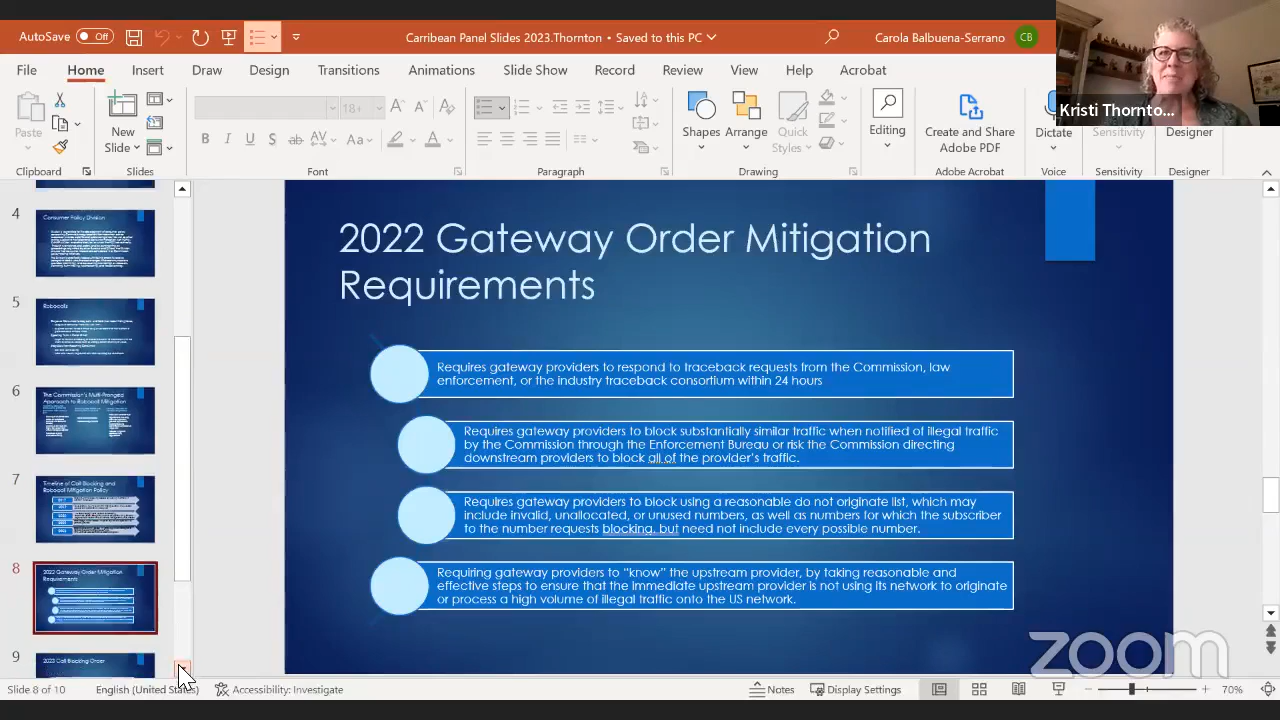 AutoSave Off
Carribean Panel Slides 2023.Thornton • Saved to this PC
Carola Balbuena-Serrano CB
File Home Insert Draw Design Transitions Animations Slide Show Record Review View Help Acrobat
Kristi Thornto...
Paste
New
Slide
Shapes Arrange Quick
Styles
Editing
Create and Share
Adobe PDF
Dictate
Sensitivity
Designer
Clipboard Slides Font Paragraph Drawing Adobe Acrobat Voice Sensitivity Designer
4
Consumer Policy Division
5
Robocalls
6
The Commission's Multi-Pronged
Approach to Robocall Mitigation
7
Timeline of Call Blocking and
Robocall Mitigation Policy
8
2022 Gateway Order Mitigation
Requirements
9
2023 Call Blocking Order
2022 Gateway Order Mitigation
Requirements
Requires gateway providers to respond to traceback requests from the Commission, law
enforcement, or the industry traceback consortium within 24 hours
Requires gateway providers to block substantially similar traffic when notified of illegal traffic
by the Commission through the Enforcement Bureau or risk the Commission directing
downstream providers to block all of the provider's traffic.
Requires gateway providers to block using a reasonable do not originate list, which may
include invalid, unallocated, or unused numbers, as well as numbers for which the subscriber
to the number requests blocking, but need not include every possible number.
Requiring gateway providers to “know” the upstream provider, by taking reasonable and
effective steps to ensure that the immediate upstream provider is not using its network to originate
or process a high volume of illegal traffic onto the US network.
zoom
Slide 8 of 10 English (United States) Accessibility: Investigate Notes Display Settings 70%